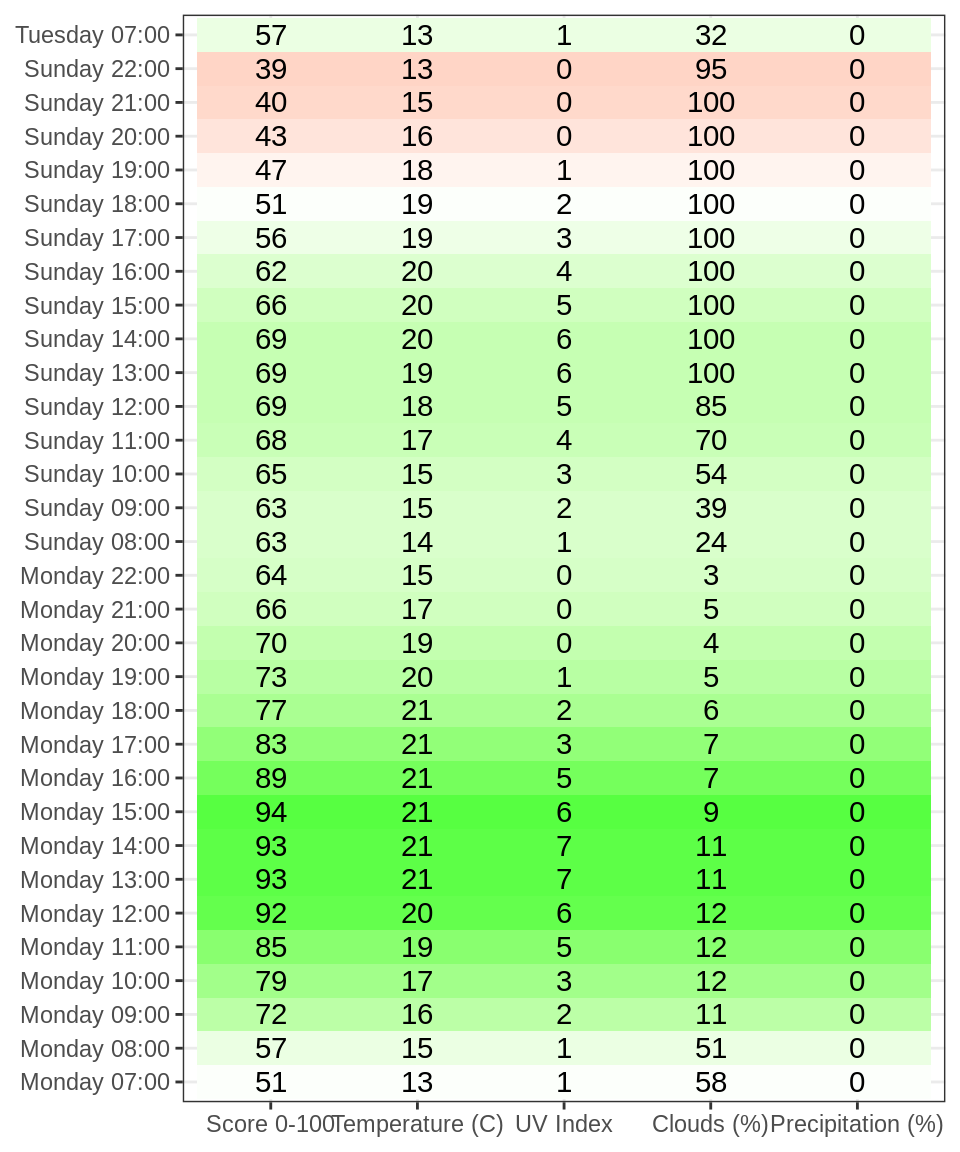 Tuesday 07:00 57 13 1 32 0
Sunday 22:00 39 13 0 95 0
Sunday 21:00 40 15 0 100 0
Sunday 20:00 43 16 0 100 0
Sunday 19:00 47 18 1 100 0
Sunday 18:00 51 19 2 100 0
Sunday 17:00 56 19 3 100 0
Sunday 16:00 62 20 4 100 0
Sunday 15:00 66 20 5 100 0
Sunday 14:00 69 20 6 100 0
Sunday 13:00 69 19 6 100 0
Sunday 12:00 69 18 5 85 0
Sunday 11:00 68 17 4 70 0
Sunday 10:00 65 15 3 54 0
Sunday 09:00 63 15 2 39 0
Sunday 08:00 63 14 1 24 0
Monday 22:00 64 15 0 3 0
Monday 21:00 66 17 0 5 0
Monday 20:00 70 19 0 4 0
Monday 19:00 73 20 1 5 0
Monday 18:00 77 21 2 6 0
Monday 17:00 83 21 3 7 0
Monday 16:00 89 21 5 7 0
Monday 15:00 94 21 6 9 0
Monday 14:00 93 21 7 11 0
Monday 13:00 93 21 7 11 0
Monday 12:00 92 20 6 12 0
Monday 11:00 85 19 5 12 0
Monday 10:00 79 17 3 12 0
Monday 09:00 72 16 2 11 0
Monday 08:00 57 15 1 51 0
Monday 07:00 51 13 1 58 0
Score 0-100 Temperature (C) UV Index Clouds (%) Precipitation (%)